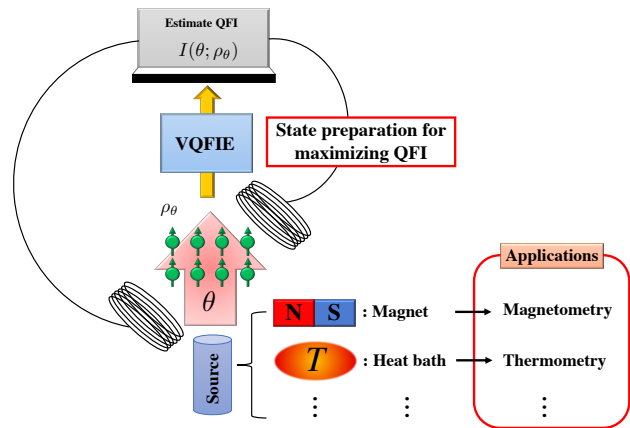 Estimate QFI
I(θ; ρθ)
VQFIE
State preparation for
maximizing QFI
ρθ
θ
Applications
N S : Magnet
Magnetometry
Source
T : Heat bath
Thermometry
⋮ ⋮ ⋮